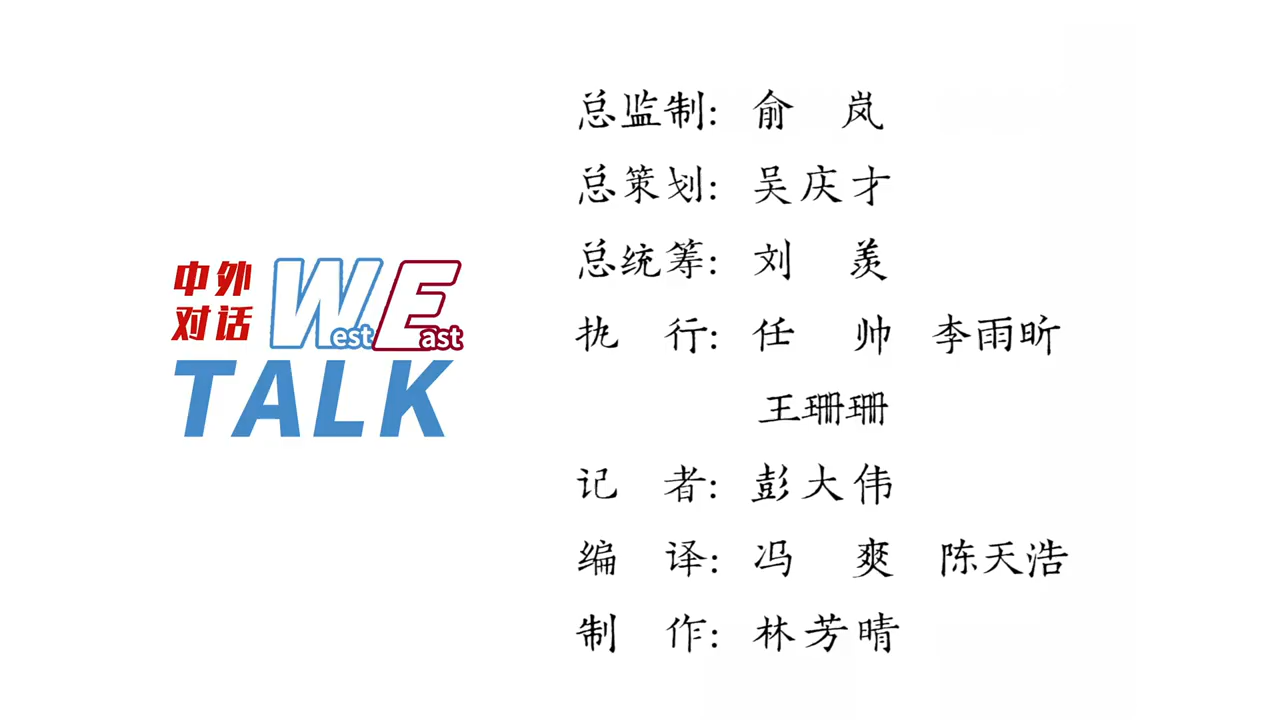 中外
对话
West East
TALK
总监制: 俞 岚
总策划: 吴庆才
总统筹: 刘 羡
执 行: 任 帅 李雨昕
王珊珊
记 者: 彭大伟
编 译: 冯 爽 陈天浩
制 作: 林芳晴